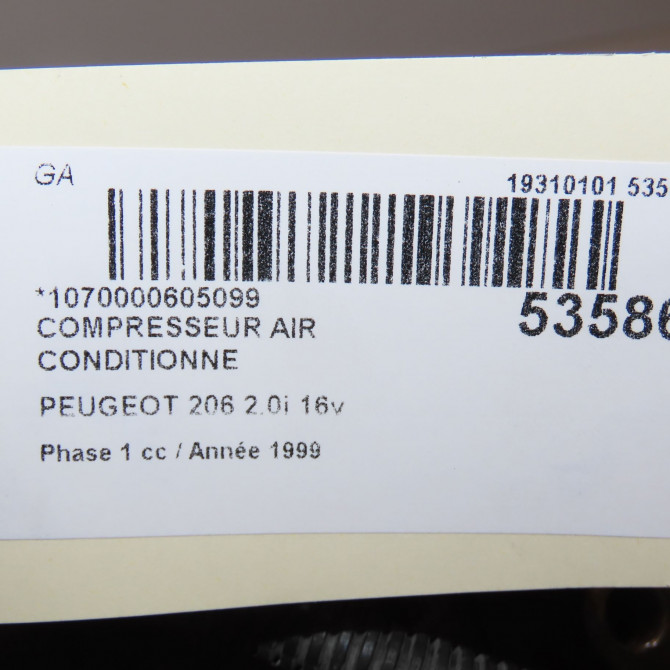 GA
19310101 535
*1070000605099
53586
COMPRESSEUR AIR
CONDITIONNE
PEUGEOT 206 2.0i 16v
Phase 1 cc / Année 1999